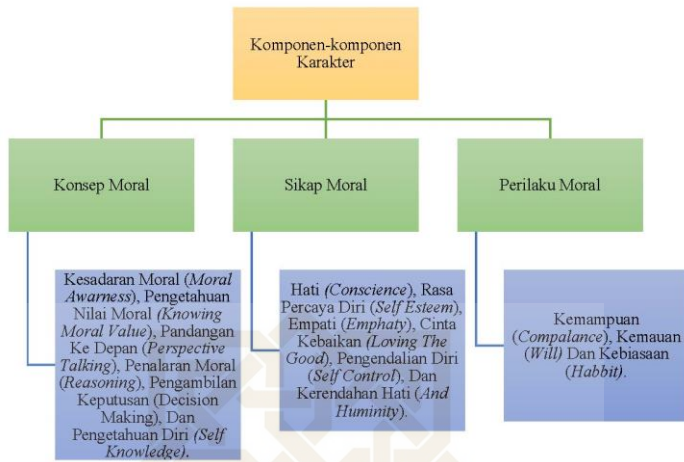 Komponen-komponen
Karakter
Konsep Moral
Sikap Moral
Perilaku Moral
Kesadaran Moral (Moral
Awarness), Pengetahuan
Nilai Moral (Knowing
Moral Value), Pandangan
Ke Depan (Perspective
Talking), Penalaran Moral
(Reasoning), Pengambilan
Keputusan (Decision
Making), Dan
Pengetahuan Diri (Self
Knowledge).
Hati (Conscience), Rasa
Percaya Diri (Self Esteem),
Empati (Emphaty), Cinta
Kebaikan (Loving The
Good), Pengendalian Diri
(Self Control), Dan
Kerendahan Hati (And
Huminity).
Kemampuan
(Compalance), Kemauan
(Will) Dan Kebiasaan
(Habbit).